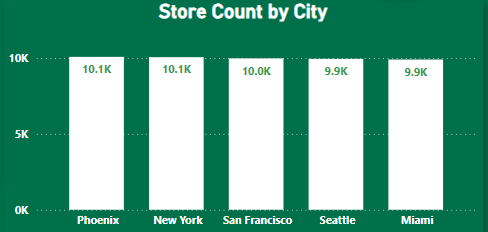 Store Count by City
10K
5K
0K
10.1K
10.1K
10.0K
9.9K
9.9K
Phoenix
New York
San Francisco
Seattle
Miami